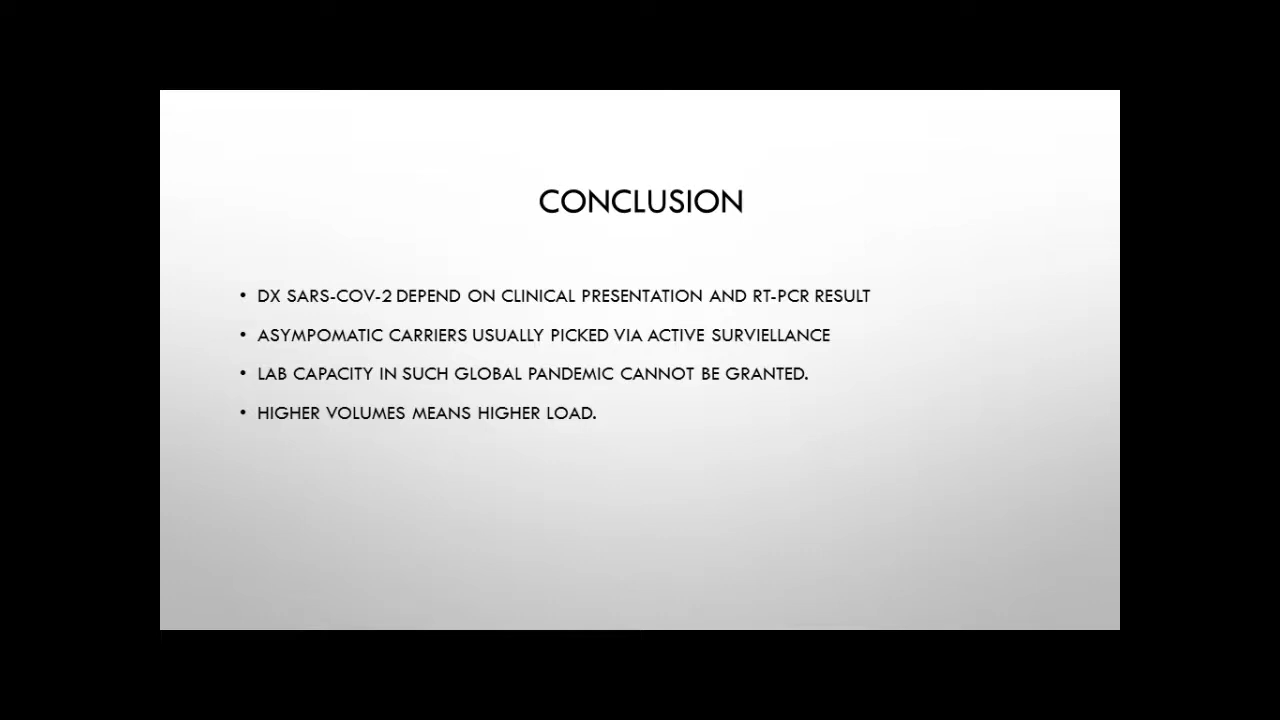 CONCLUSION
• DX SARS-COV-2 DEPEND ON CLINICAL PRESENTATION AND RT-PCR RESULT
• ASYMPOMATIC CARRIERS USUALLY PICKED VIA ACTIVE SURVIELLANCE
• LAB CAPACITY IN SUCH GLOBAL PANDEMIC CANNOT BE GRANTED.
• HIGHER VOLUMES MEANS HIGHER LOAD.